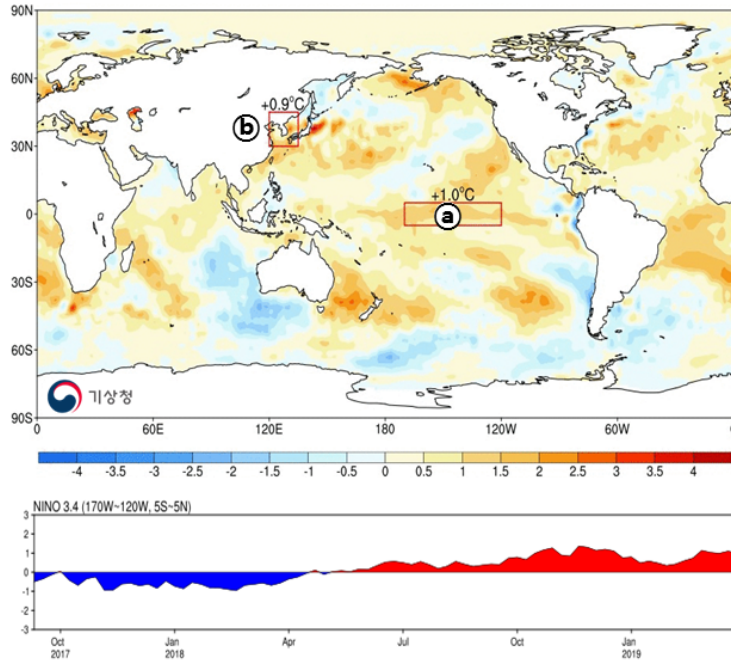 90N
60N
30N
0
30S
60S
90S
+0.9°C
ⓑ
+1.0°C
ⓐ
기상청
0 60E 120E 180 120W 60W 0
-4 -3.5 -3 -2.5 -2 -1.5 -1 -0.5 0 0.5 1 1.5 2 2.5 3 3.5 4
NINO 3.4 (170W~120W, 5S~5N)
3
2
1
0
-1
-2
-3
Oct Jan Apr Jul Oct Jan
2017 2018 2019